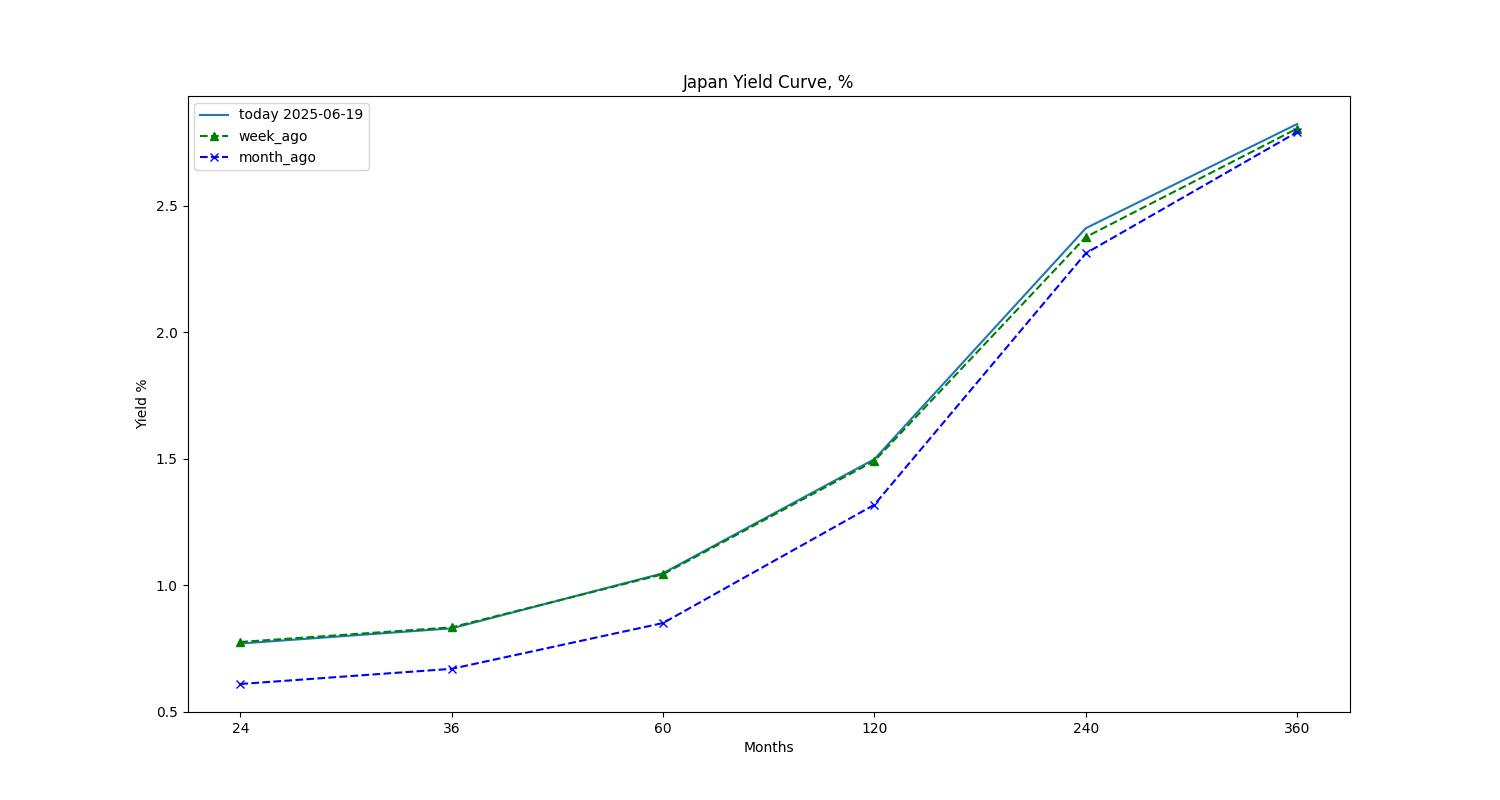 Japan Yield Curve, %
today 2025-06-19
week_ago
month_ago
Yield %
2.5
2.0
1.5
1.0
0.5
24 36 60 120 240 360
Months